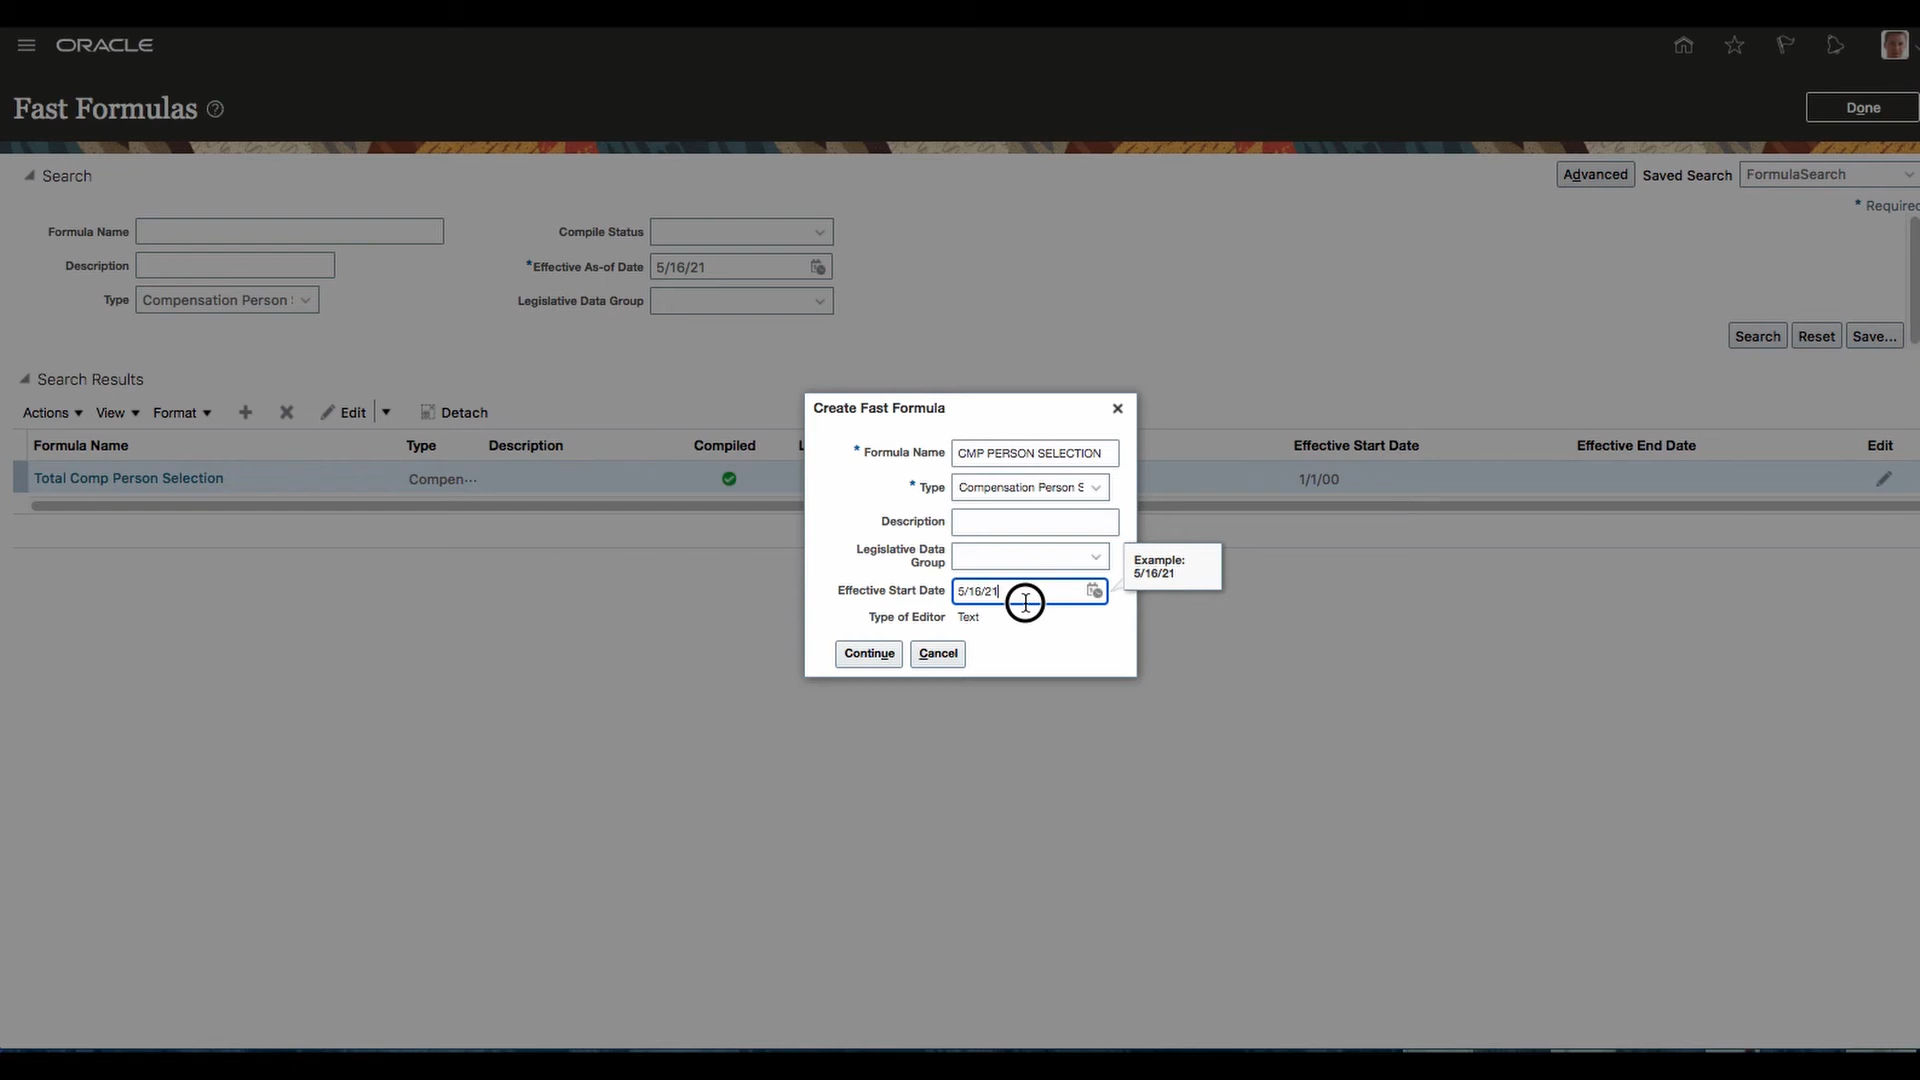 ORACLE
Fast Formulas
Done
Search
Advanced Saved Search FormulaSearch
* Required
Formula Name
Compile Status
Description
*Effective As-of Date 5/16/21
Type Compensation Person
Legislative Data Group
Search Reset Save...
Search Results
Actions View Format Edit Detach
Formula Name Type Description Compiled L Effective Start Date Effective End Date Edit
Total Comp Person Selection Compen... 1/1/00
Create Fast Formula
* Formula Name CMP PERSON SELECTION
* Type Compensation Person S
Description
Legislative Data
Group
Effective Start Date 5/16/21
Example:
5/16/21
Type of Editor Text
Continue Cancel